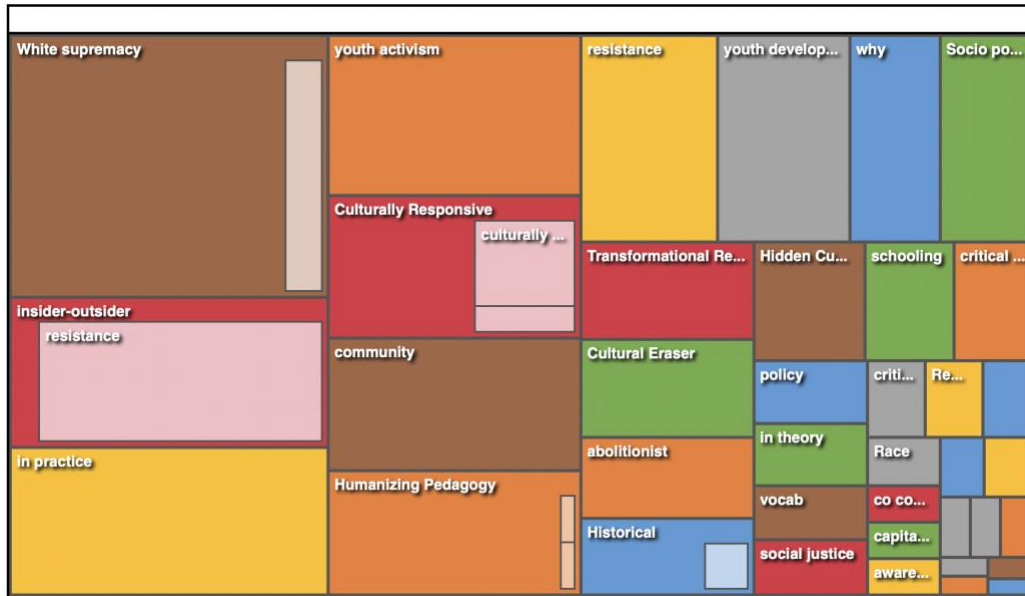 White supremacy
insider-outsider
resistance
in practice
youth activism
Culturally Responsive
culturally ...
community
Humanizing Pedagogy
resistance
youth develop...
why
Socio po...
Transformational Re...
Hidden Cu...
schooling
critical ...
Cultural Eraser
policy
criti...
Re...
in theory
Race
abolitionist
vocab
co co...
Historical
capita...
social justice
aware...